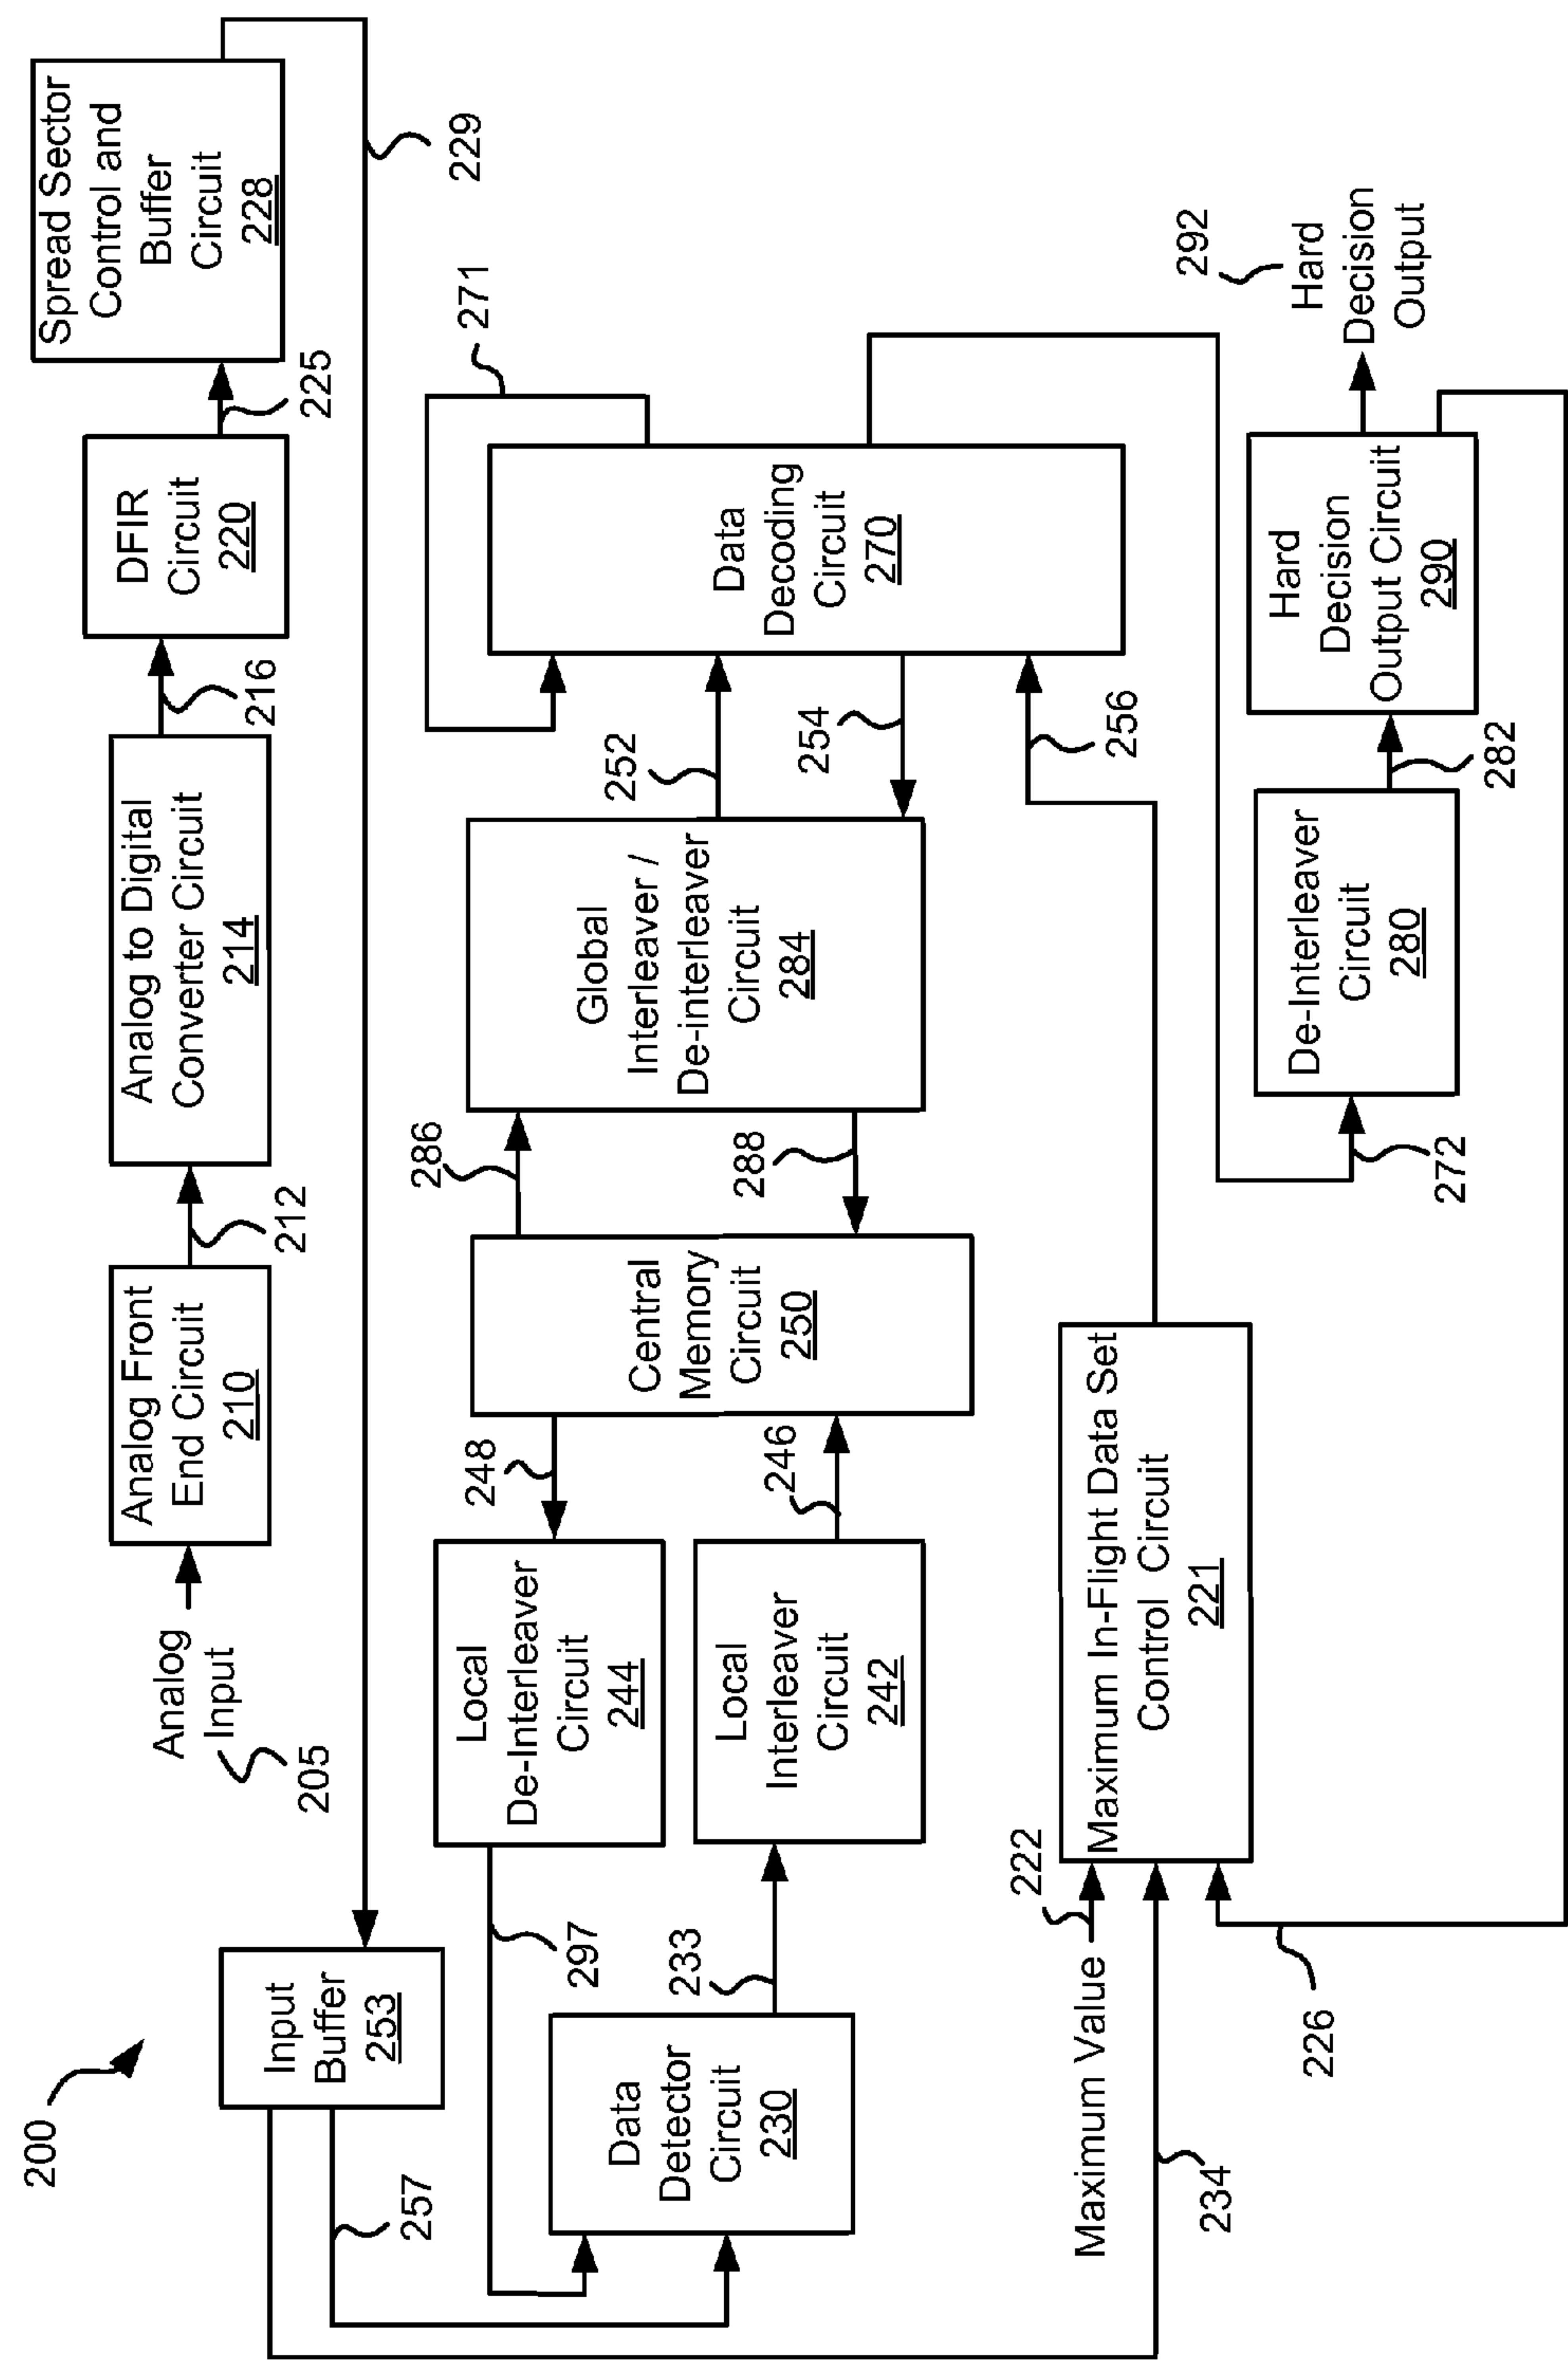 200
Analog
Input
205
Analog Front
End Circuit
210
212
Analog to Digital
Converter Circuit
214
216
DFIR
Circuit
220
225
Spread Sector
Control and
Buffer
Circuit
228
229
Input
Buffer
253
257
297
Local
De-Interleaver
Circuit
244
248
Data
Detector
Circuit
230
233
Local
Interleaver
Circuit
242
246
Central
Memory
Circuit
250
286
288
Global
Interleaver /
De-interleaver
Circuit
284
252
254
256
271
Data
Decoding
Circuit
270
Maximum Value
222
234
226
Maximum In-Flight Data Set
Control Circuit
221
272
De-Interleaver
Circuit
280
282
Hard
Decision
Output Circuit
290
292
Hard
Decision
Output